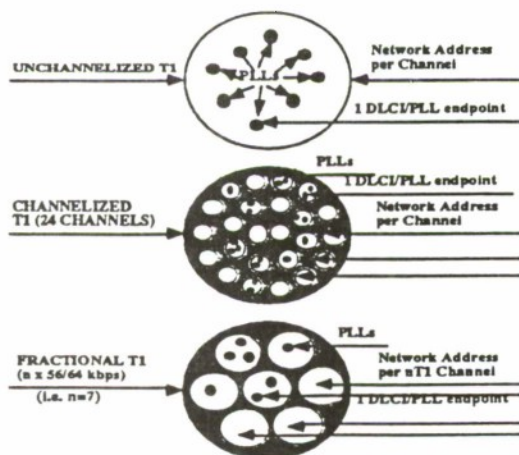 UNCHANNELIZED T1
PLLs
Network Address
per Channel
1 DLCI/PLL endpoint
PLLs
1 DLCI/PLL endpoint
CHANNELIZED
T1 (24 CHANNELS)
Network Address
per Channel
PLLs
FRACTIONAL T1
(n x 56/64 kbps)
(i.e. n=7)
Network Address
per nT1 Channel
1 DLCI/PLL endpoint